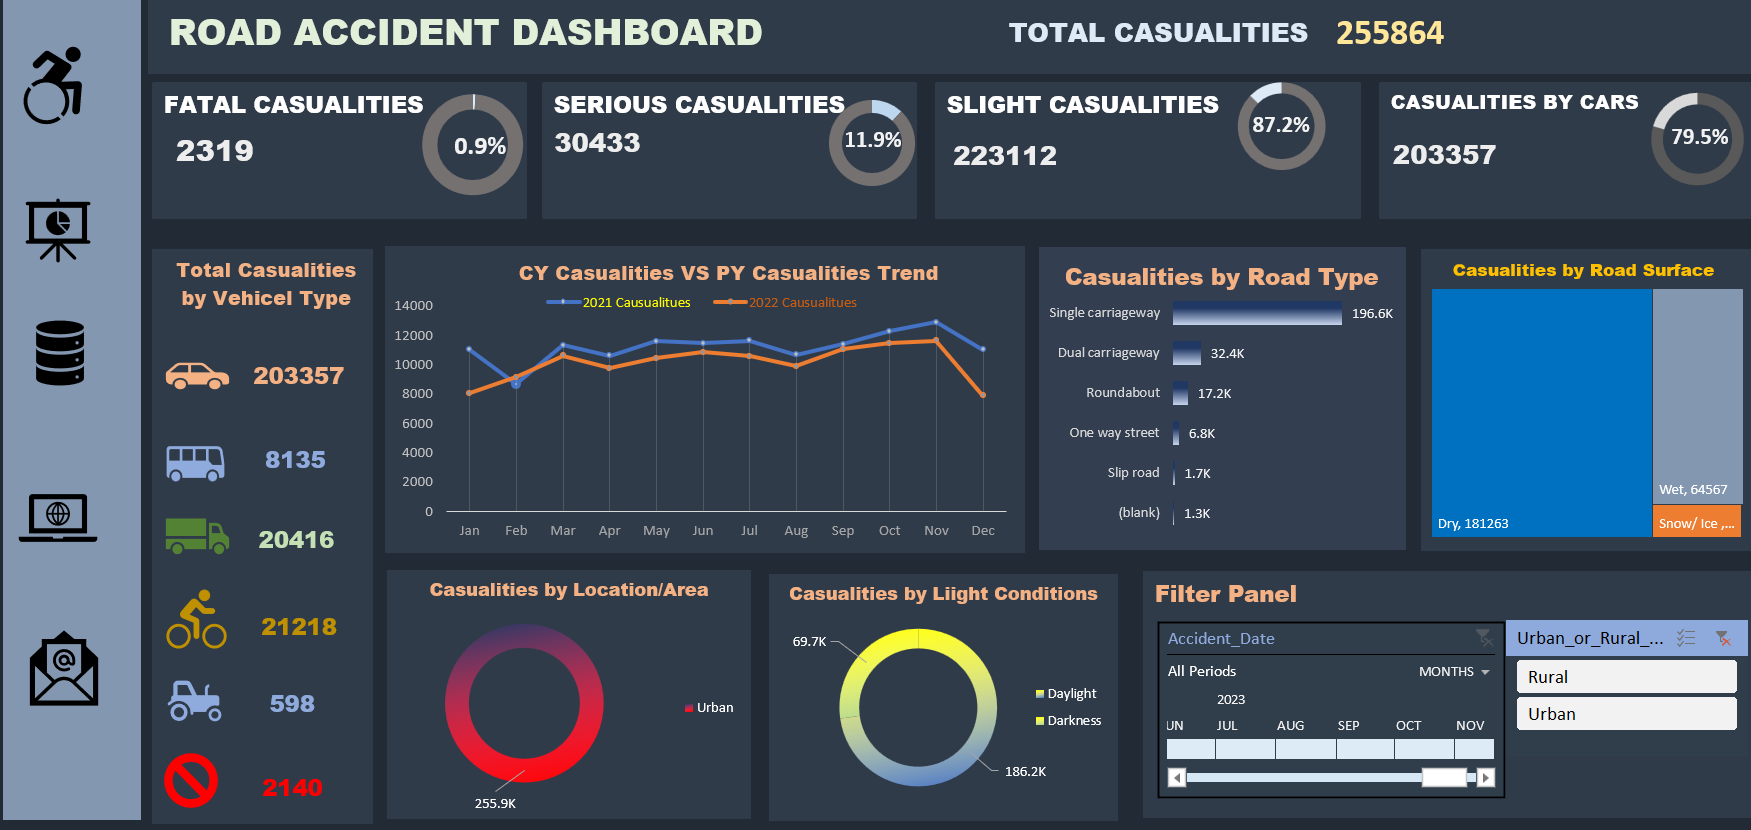 ROAD ACCIDENT DASHBOARD
TOTAL CASUALITIES 255864
FATAL CASUALITIES
2319
0.9%
SERIOUS CASUALITIES
30433
11.9%
SLIGHT CASUALITIES
223112
87.2%
CASUALITIES BY CARS
203357
79.5%
Total Casualities
by Vehicel Type
203357
8135
20416
21218
598
2140
CY Casualities VS PY Casualities Trend
2021 Causualitues
2022 Causualitues
14000
12000
10000
8000
6000
4000
2000
0
Jan Feb Mar Apr May Jun Jul Aug Sep Oct Nov Dec
Casualities by Road Type
Single carriageway 196.6K
Dual carriageway 32.4K
Roundabout 17.2K
One way street 6.8K
Slip road 1.7K
(blank) 1.3K
Casualities by Road Surface
Dry, 181263
Wet, 64567
Snow/ Ice ,...
Casualities by Location/Area
Urban
255.9K
Casualities by Liight Conditions
69.7K
Daylight
Darkness
186.2K
Filter Panel
Accident_Date
All Periods MONTHS
2023
UN JUL AUG SEP OCT NOV
Urban_or_Rural_...
Rural
Urban
@